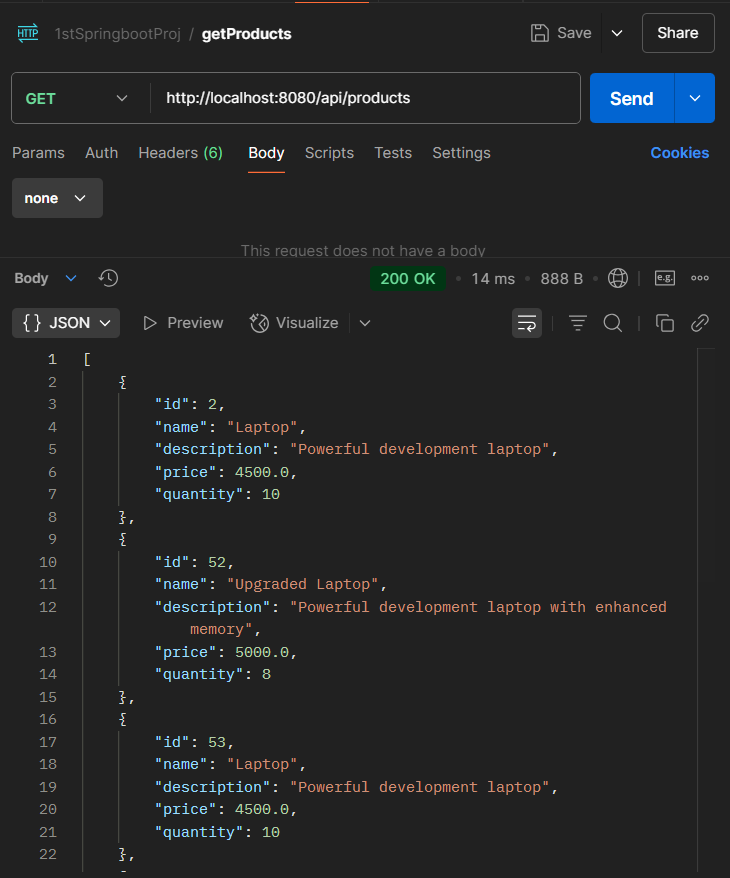 HTTP 1stSpringbootProj / getProducts Save Share
GET http://localhost:8080/api/products Send
Params Auth Headers (6) Body Scripts Tests Settings Cookies
none
This request does not have a body
Body 200 OK • 14 ms • 888 B • e.g.
{} JSON Preview Visualize
1 [
2 {
3 "id": 2,
4 "name": "Laptop",
5 "description": "Powerful development laptop",
6 "price": 4500.0,
7 "quantity": 10
8 },
9 {
10 "id": 52,
11 "name": "Upgraded Laptop",
12 "description": "Powerful development laptop with enhanced
memory",
13 "price": 5000.0,
14 "quantity": 8
15 },
16 {
17 "id": 53,
18 "name": "Laptop",
19 "description": "Powerful development laptop",
20 "price": 4500.0,
21 "quantity": 10
22 },